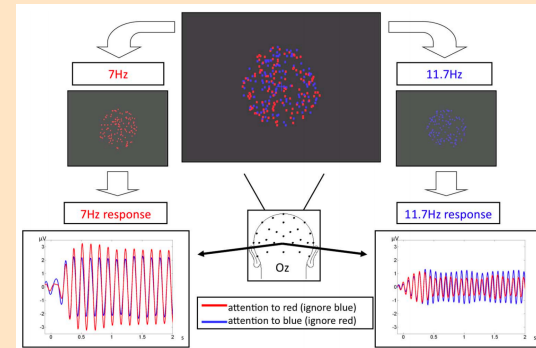 7Hz
11.7Hz
7Hz response
11.7Hz response
Oz
attention to red (ignore blue)
attention to blue (ignore red)
µV
3
2
1
0
-1
-2
-3
0
0.5
1
1.5
2
s
µV
3
2
1
0
-1
-2
-3
0
0.5
1
1.5
2
s